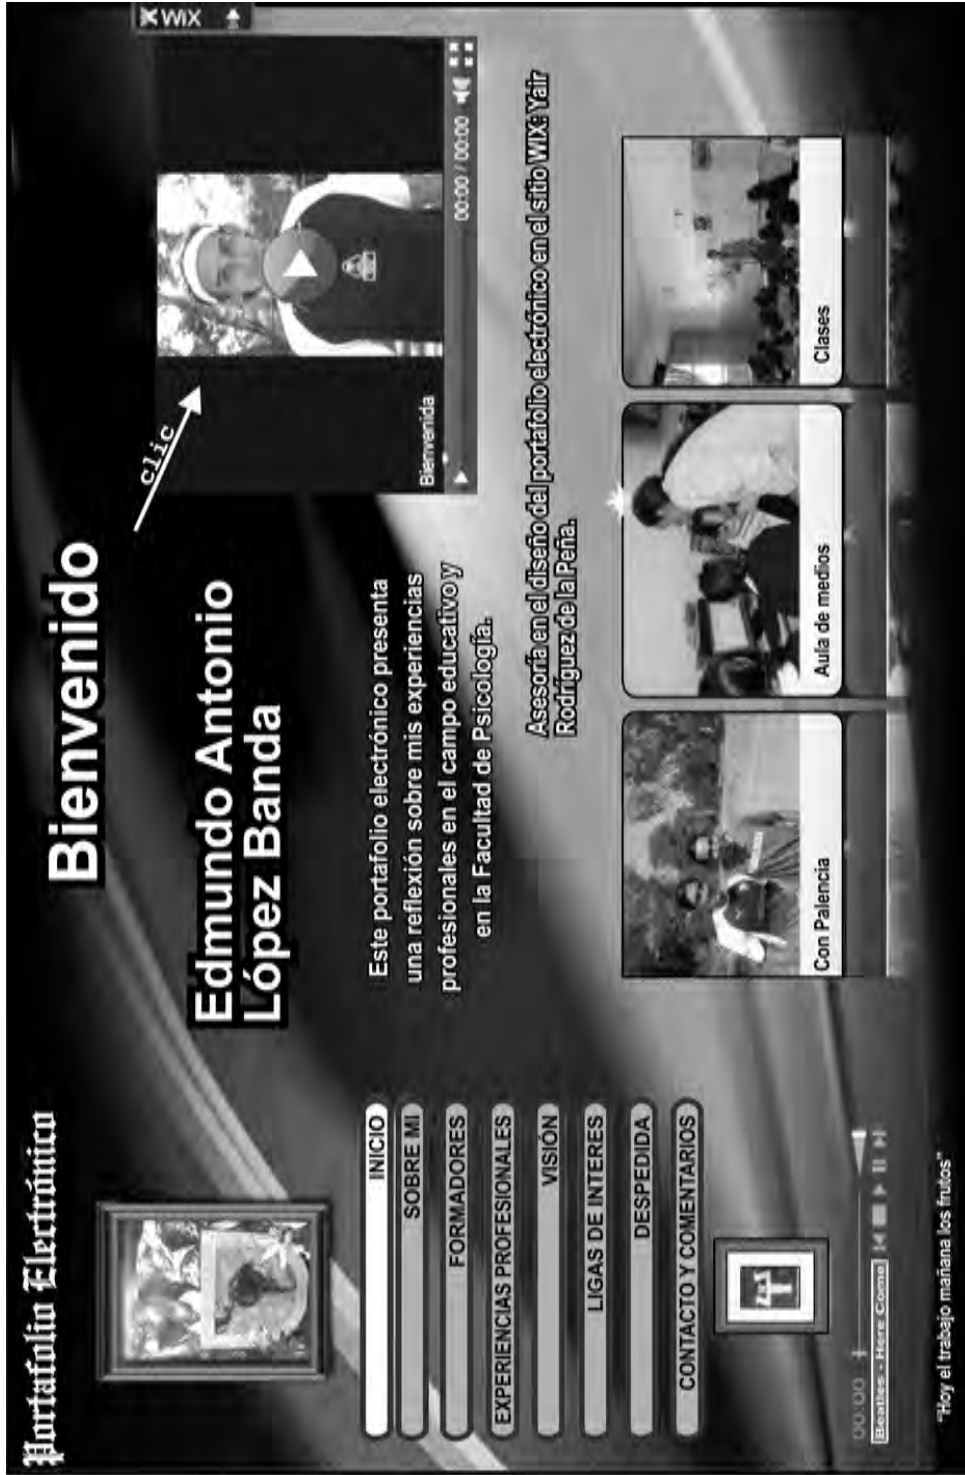 Portafolio Electrónico
Bienvenido
WiX
clic
Edmundo Antonio
López Banda
Bienvenida
00:00 / 00:00
INICIO
SOBRE MI
FORMADORES
EXPERIENCIAS PROFESIONALES
VISIÓN
LIGAS DE INTERES
DESPEDIDA
CONTACTO Y COMENTARIOS
Este portafolio electrónico presenta
una reflexión sobre mis experiencias
profesionales en el campo educativo y
en la Facultad de Psicología.
Asesoría en el diseño del portafolio electrónico en el sitio WIX: Yair
Rodríguez de la Peña.
Con Palencia
Aula de medios
Clases
00:00
Beatles - Here Come
"Hoy el trabajo mañana los frutos"